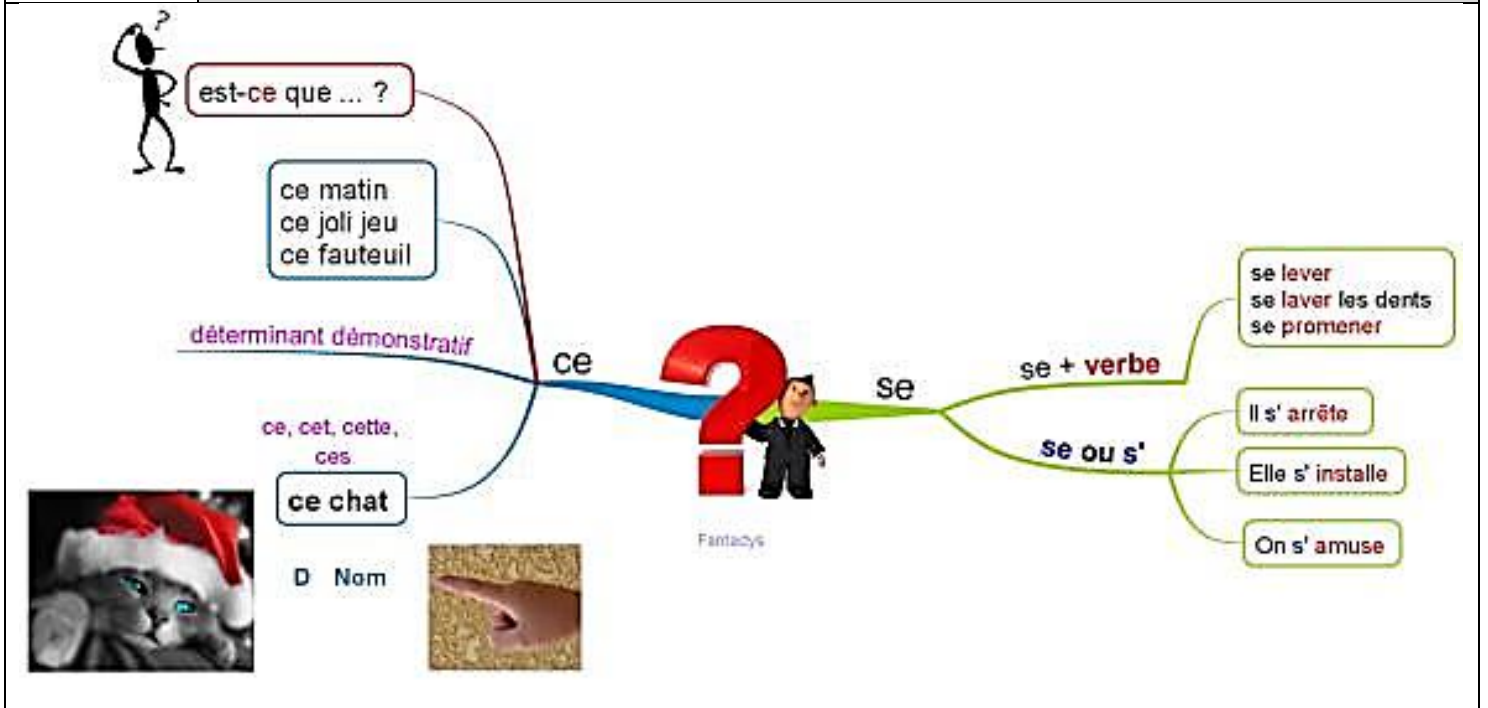 ?
est-ce que ... ?
ce matin
ce joli jeu
ce fauteuil
déterminant démonstratif
ce
ce, cet, cette,
ces
ce chat
D Nom
Fantadys
se
se + verbe
se lever
se laver les dents
se promener
se ou s'
Il s' arrête
Elle s' installe
On s' amuse